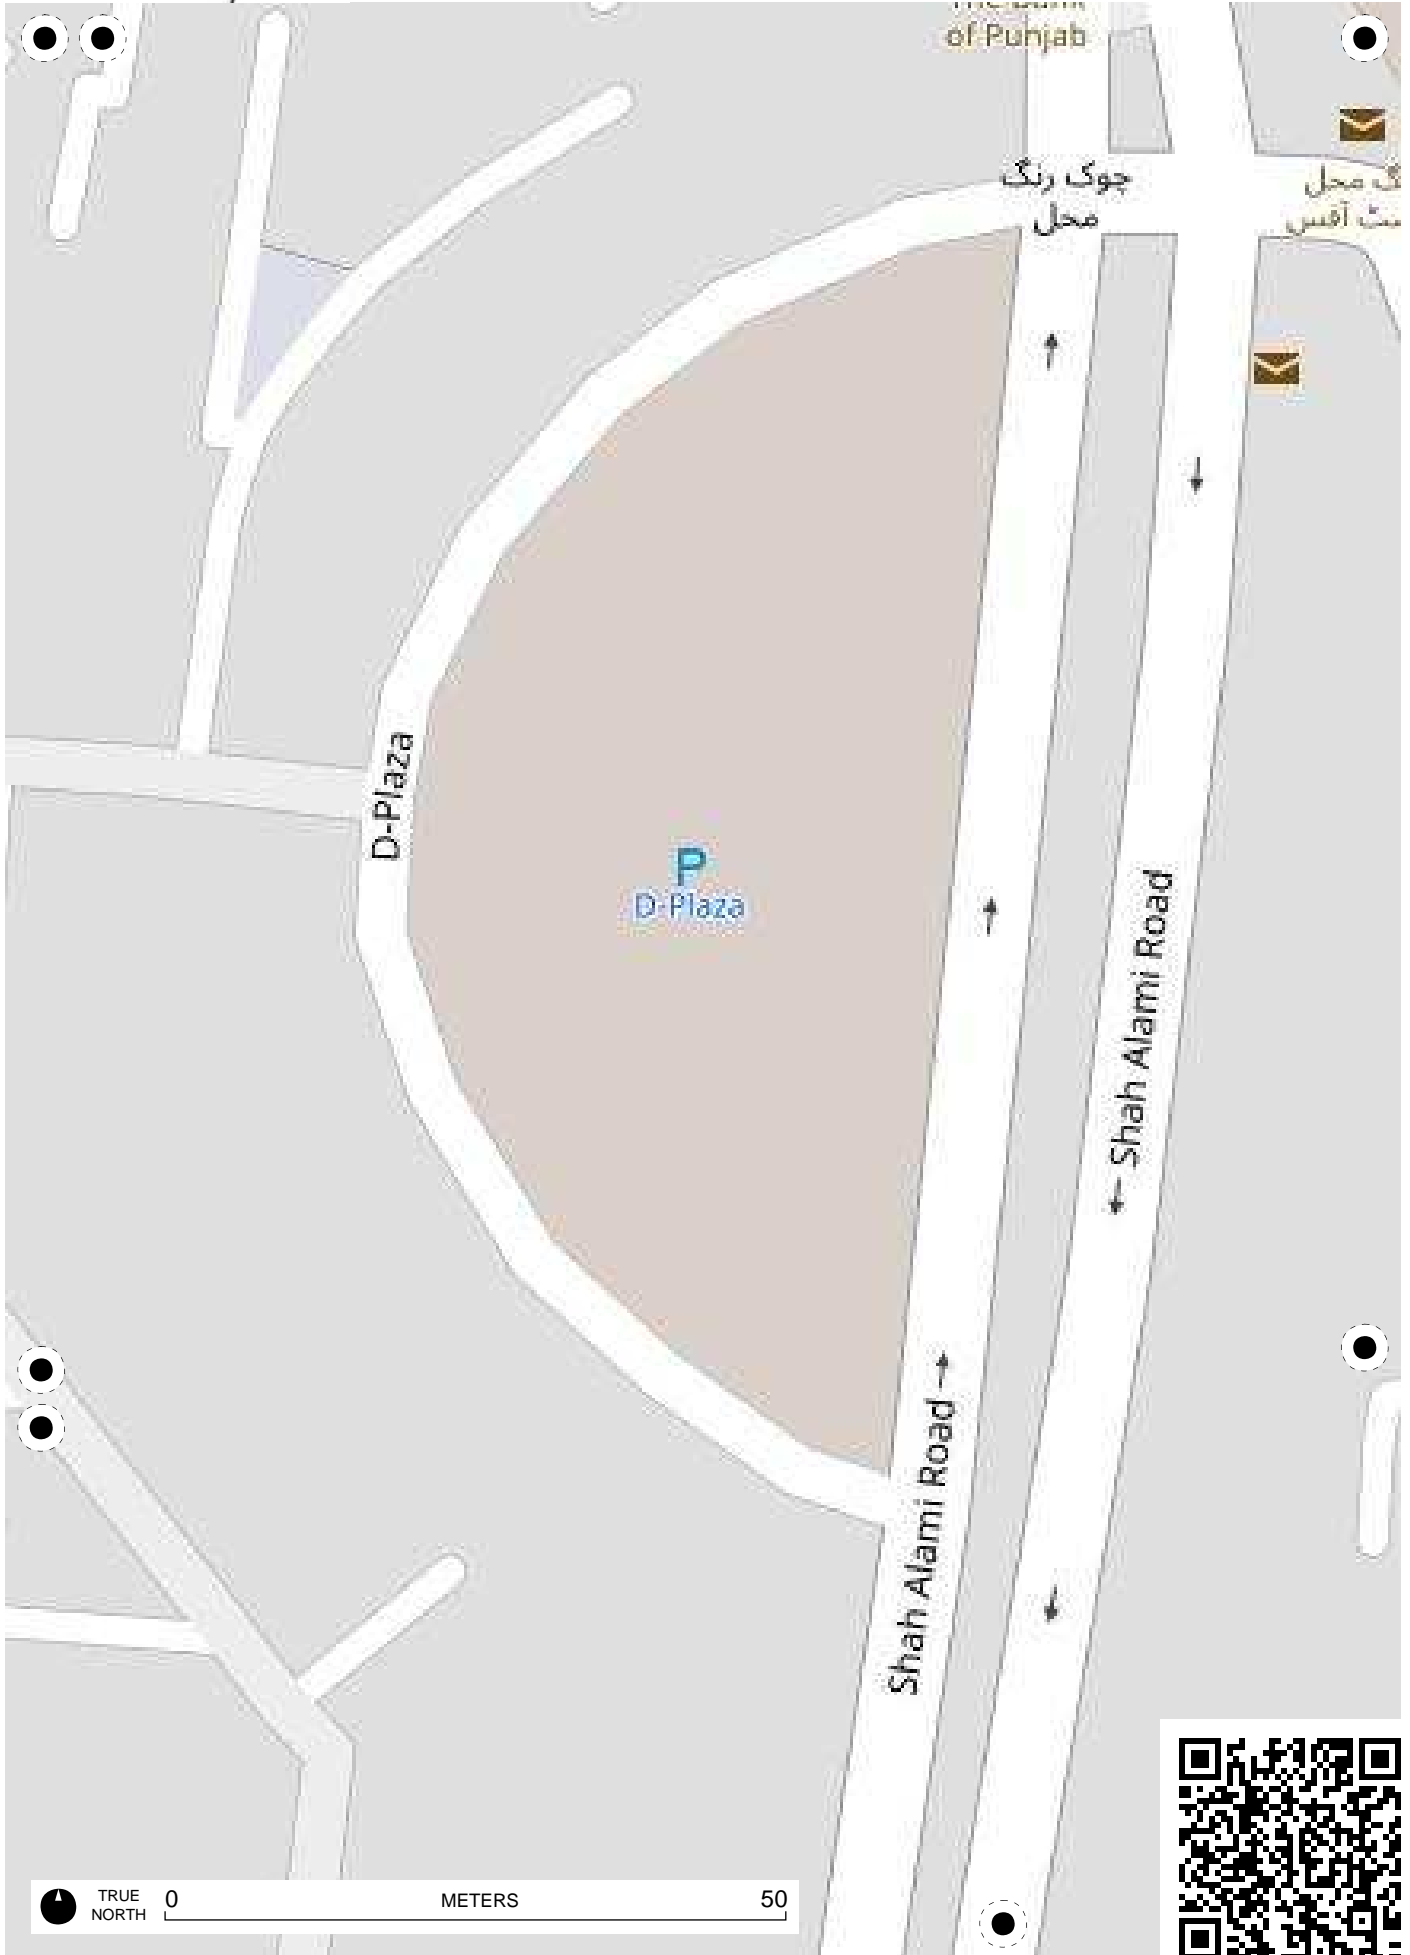 of Punjab
چوک رنگ
محل
D-Plaza
P
D-Plaza
Shah Alami Road
←
Shah Alami Road →
TRUE
NORTH
0
METERS
50